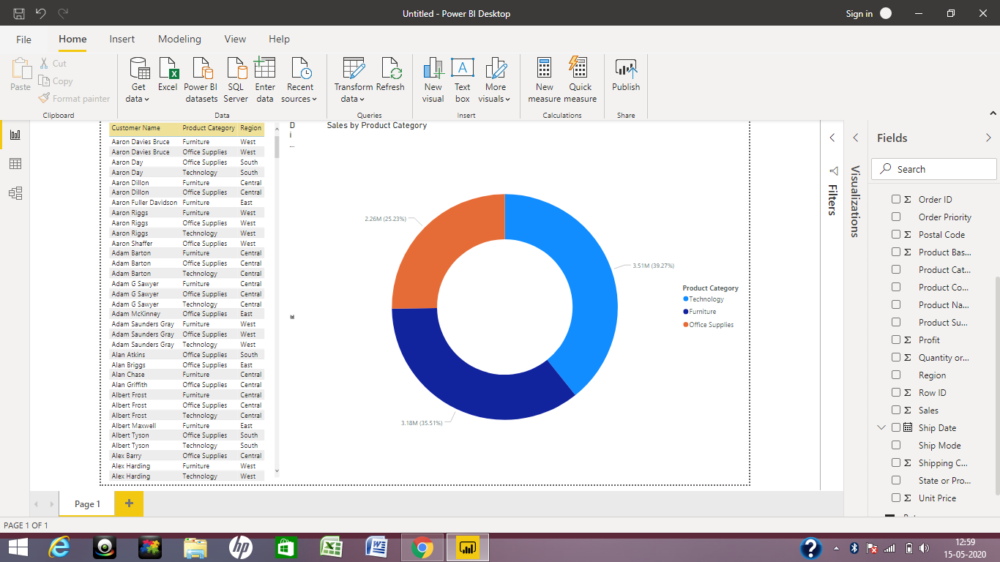 Untitled - Power BI Desktop
Sign in
File Home Insert Modeling View Help
Paste
Cut
Copy
Format painter
Clipboard
Get data
Excel
Power BI datasets
SQL Server
Enter data
Recent sources
Data
Transform data
Refresh
Queries
New visual
Text box
More visuals
Insert
New measure
Quick measure
Calculations
Publish
Share
Customer Name Product Category Region
Aaron Davies Bruce Furniture West
Aaron Davies Bruce Office Supplies West
Aaron Day Office Supplies South
Aaron Day Technology South
Aaron Dillon Furniture Central
Aaron Dillon Office Supplies Central
Aaron Fuller Davidson Furniture East
Aaron Riggs Furniture West
Aaron Riggs Office Supplies West
Aaron Riggs Technology West
Aaron Shaffer Office Supplies West
Adam Barton Furniture Central
Adam Barton Office Supplies Central
Adam Barton Technology Central
Adam G Sawyer Furniture Central
Adam G Sawyer Office Supplies Central
Adam G Sawyer Technology Central
Adam McKinney Office Supplies East
Adam Saunders Gray Furniture West
Adam Saunders Gray Office Supplies West
Adam Saunders Gray Technology West
Alan Atkins Office Supplies South
Alan Briggs Office Supplies East
Alan Chase Furniture Central
Alan Griffith Office Supplies Central
Albert Frost Furniture Central
Albert Frost Office Supplies Central
Albert Frost Technology Central
Albert Maxwell Furniture East
Albert Tyson Office Supplies South
Albert Tyson Technology South
Alex Barry Office Supplies Central
Alex Harding Furniture West
Alex Harding Technology West
D
i
...
Sales by Product Category
2.26M (25.23%)
3.51M (39.27%)
3.18M (35.51%)
Product Category
Technology
Furniture
Office Supplies
Filters
Visualizations
Fields
Search
Σ Order ID
Order Priority
Σ Postal Code
Σ Product Bas...
Product Cat...
Product Co...
Product Na...
Product Su...
Σ Profit
Σ Quantity or...
Region
Σ Row ID
Σ Sales
Ship Date
Ship Mode
Σ Shipping C...
State or Pro...
Σ Unit Price
Page 1
+
PAGE 1 OF 1
hp
?
12:59
15-05-2020